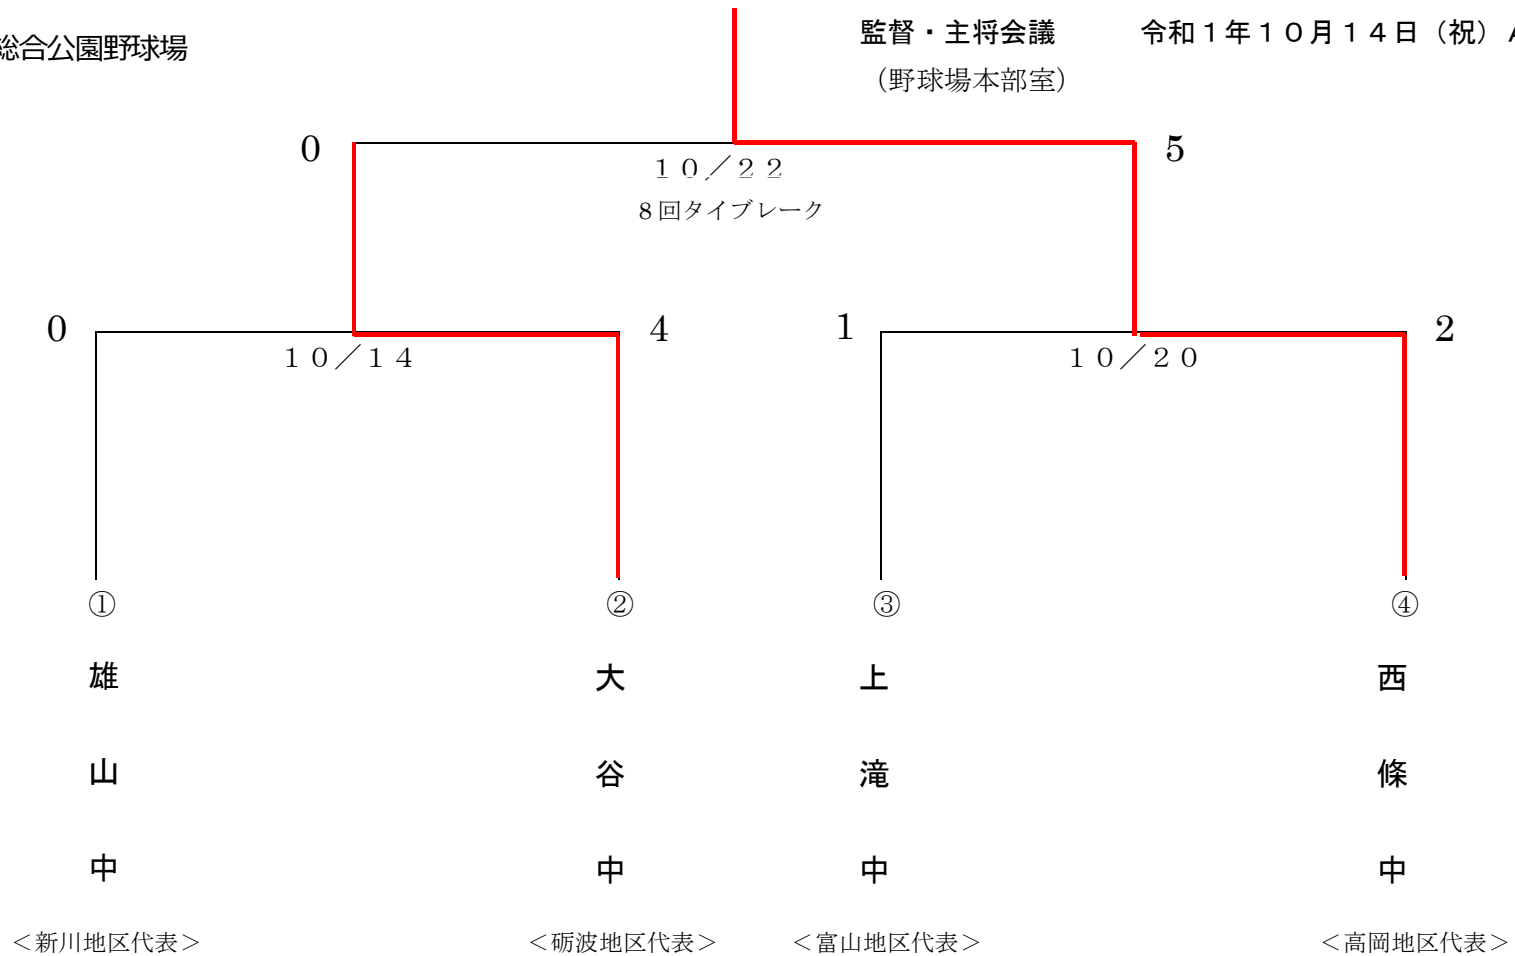 総合公園野球場
監督・主将会議 令和１年１０月１４日（祝）
（野球場本部室）
0 5
１０／２２
８回タイブレーク
0 4 1 2
１０／１４ １０／２０
① ② ③ ④
雄山中 大谷中 上滝中 西條中
＜新川地区代表＞ ＜砺波地区代表＞ ＜富山地区代表＞ ＜高岡地区代表＞